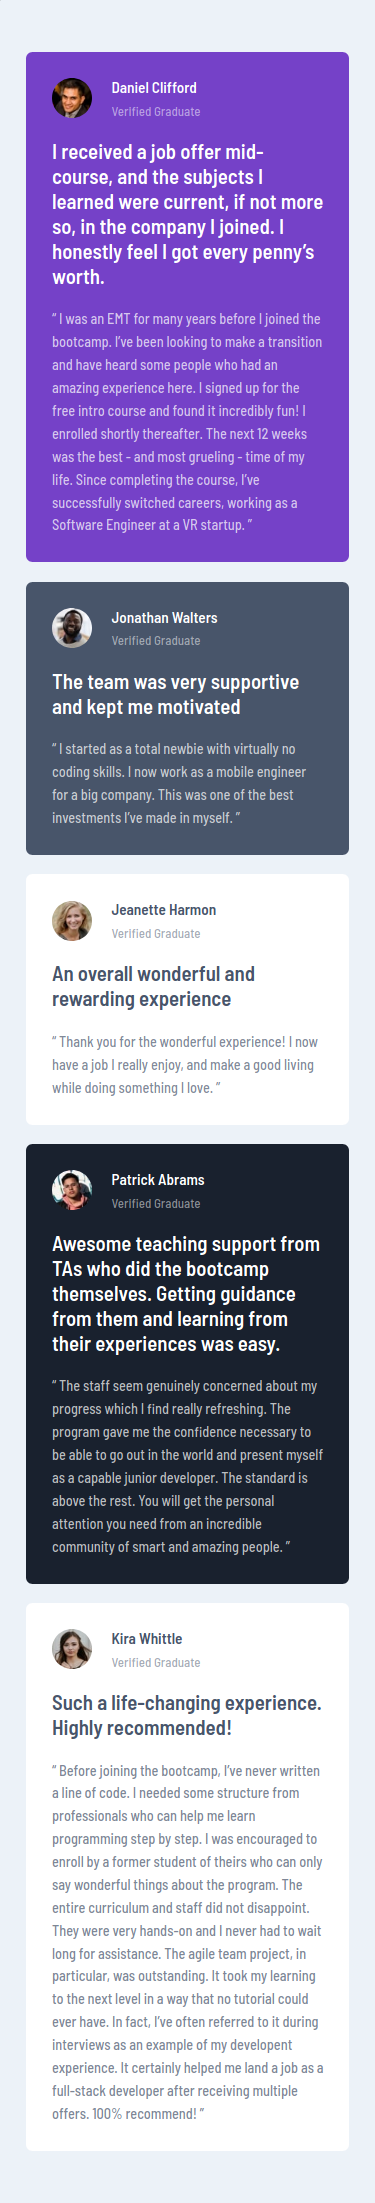 Daniel Clifford
Verified Graduate
I received a job offer mid-
course, and the subjects I
learned were current, if not more
so, in the company I joined. I
honestly feel I got every penny’s
worth.
“ I was an EMT for many years before I joined the
bootcamp. I’ve been looking to make a transition
and have heard some people who had an
amazing experience here. I signed up for the
free intro course and found it incredibly fun! I
enrolled shortly thereafter. The next 12 weeks
was the best - and most grueling - time of my
life. Since completing the course, I’ve
successfully switched careers, working as a
Software Engineer at a VR startup. ”
Jonathan Walters
Verified Graduate
The team was very supportive
and kept me motivated
“ I started as a total newbie with virtually no
coding skills. I now work as a mobile engineer
for a big company. This was one of the best
investments I’ve made in myself. ”
Jeanette Harmon
Verified Graduate
An overall wonderful and
rewarding experience
“ Thank you for the wonderful experience! I now
have a job I really enjoy, and make a good living
while doing something I love. ”
Patrick Abrams
Verified Graduate
Awesome teaching support from
TAs who did the bootcamp
themselves. Getting guidance
from them and learning from
their experiences was easy.
“ The staff seem genuinely concerned about my
progress which I find really refreshing. The
program gave me the confidence necessary to
be able to go out in the world and present myself
as a capable junior developer. The standard is
above the rest. You will get the personal
attention you need from an incredible
community of smart and amazing people. ”
Kira Whittle
Verified Graduate
Such a life-changing experience.
Highly recommended!
“ Before joining the bootcamp, I’ve never written
a line of code. I needed some structure from
professionals who can help me learn
programming step by step. I was encouraged to
enroll by a former student of theirs who can only
say wonderful things about the program. The
entire curriculum and staff did not disappoint.
They were very hands-on and I never had to wait
long for assistance. The agile team project, in
particular, was outstanding. It took my learning
to the next level in a way that no tutorial could
ever have. In fact, I’ve often referred to it during
interviews as an example of my developent
experience. It certainly helped me land a job as a
full-stack developer after receiving multiple
offers. 100% recommend! ”